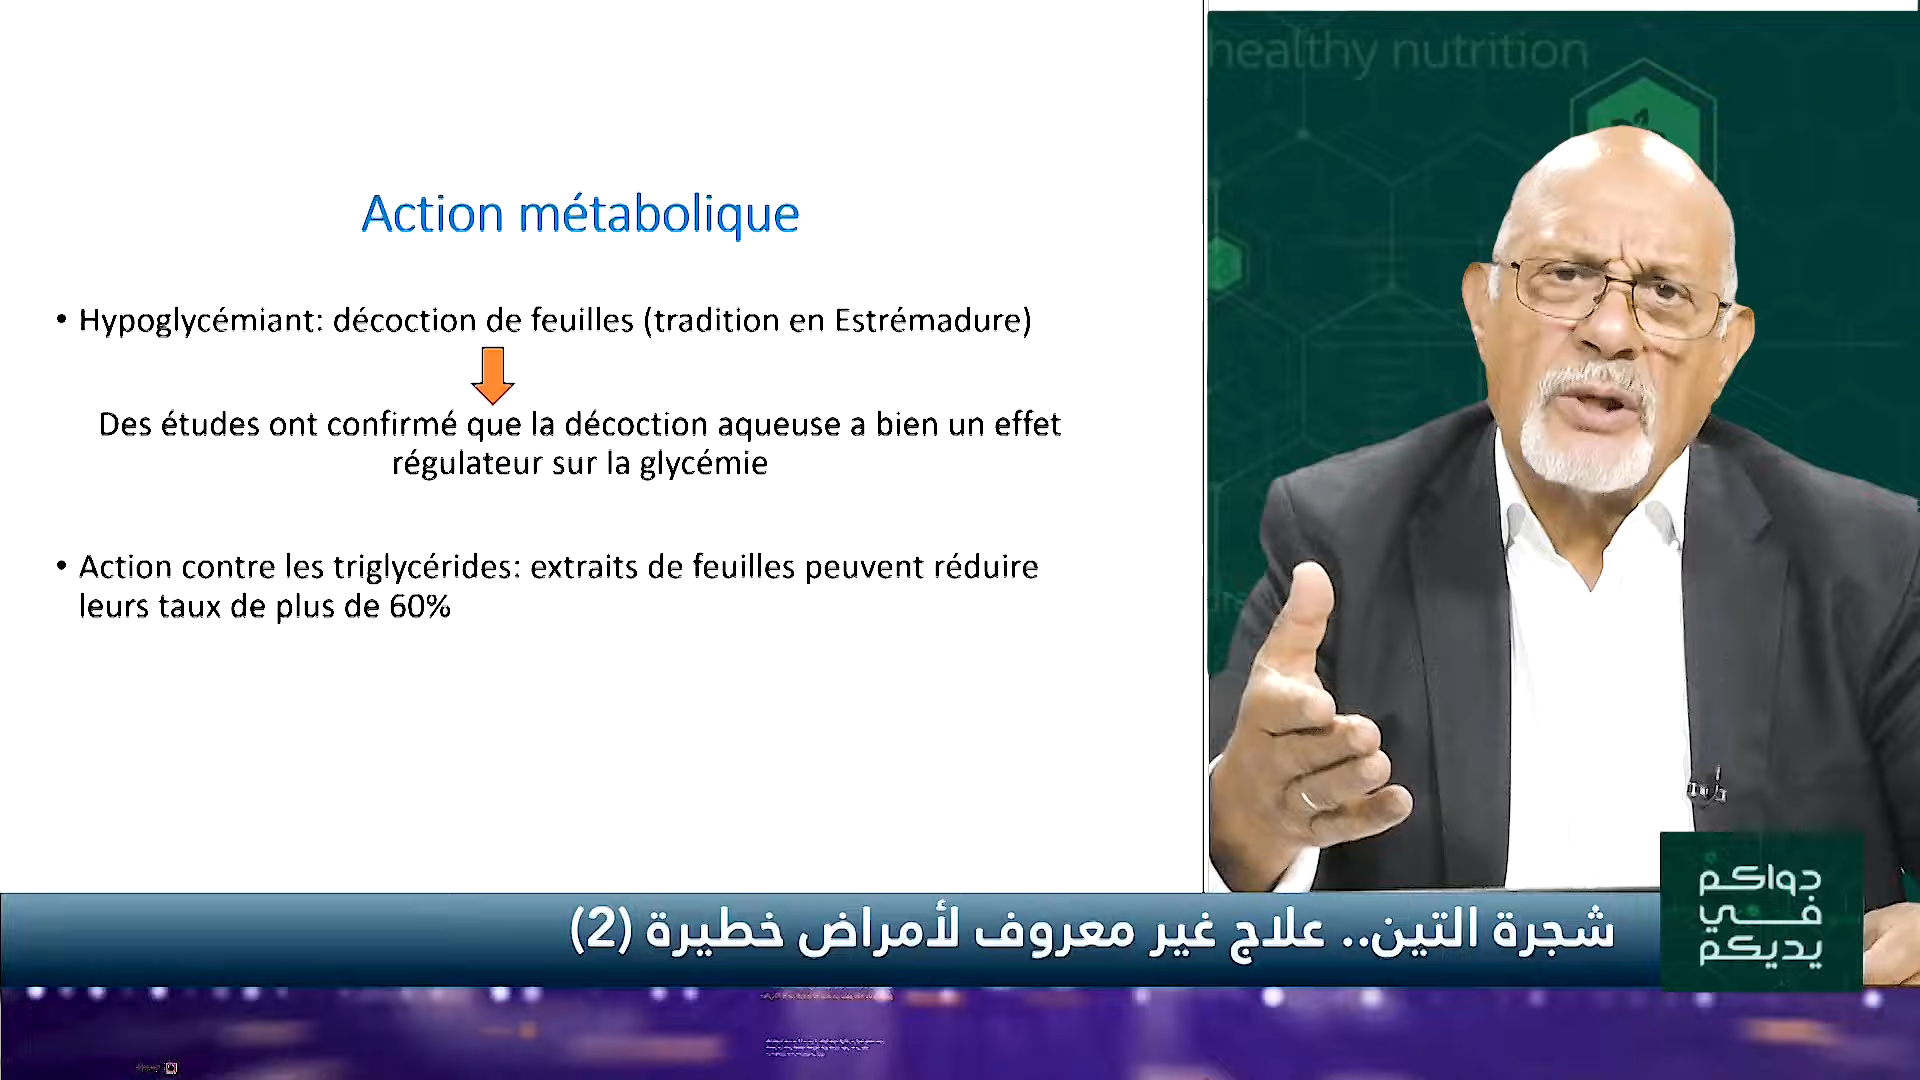 healthy nutrition
Action métabolique
• Hypoglycémiant: décoction de feuilles (tradition en Estrémadure)
Des études ont confirmé que la décoction aqueuse a bien un effet
régulateur sur la glycémie
• Action contre les triglycérides: extraits de feuilles peuvent réduire
leurs taux de plus de 60%
شجرة التين.. علاج غير معروف لأمراض خطيرة (2)
دواكم
في
يديكم